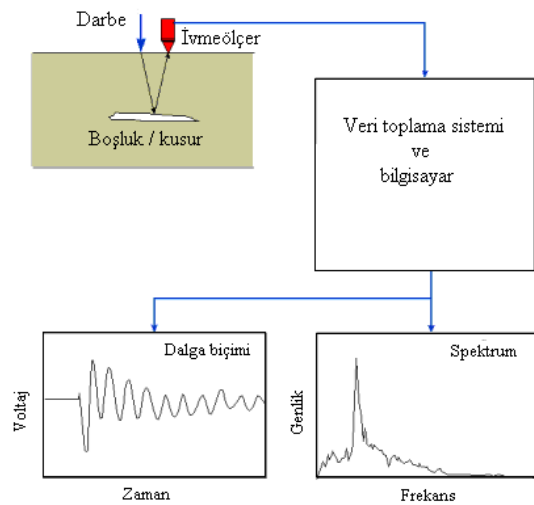 Darbe
İvmeölçer
Boşluk / kusur
Veri toplama sistemi
ve
bilgisayar
Dalga biçimi
Voltaj
Zaman
Spektrum
Genlik
Frekans